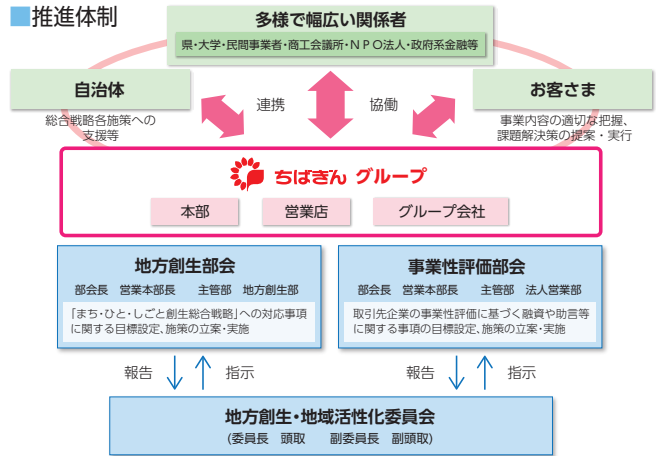 ■推進体制
多様で幅広い関係者
県・大学・民間事業者・商工会議所・NPO法人・政府系金融等
自治体
お客さま
総合戦略各施策への
支援等
連携
協働
事業内容の適切な把握、
課題解決策の提案・実行
ちばぎん グループ
本部
営業店
グループ会社
地方創生部会
部会長 営業本部長 主管部 地方創生部
「まち・ひと・しごと創生総合戦略」への対応事項
に関する目標設定、施策の立案・実施
事業性評価部会
部会長 営業本部長 主管部 法人営業部
取引先企業の事業性評価に基づく融資や助言等
に関する事項の目標設定、施策の立案・実施
報告
指示
報告
指示
地方創生・地域活性化委員会
(委員長 頭取 副委員長 副頭取)